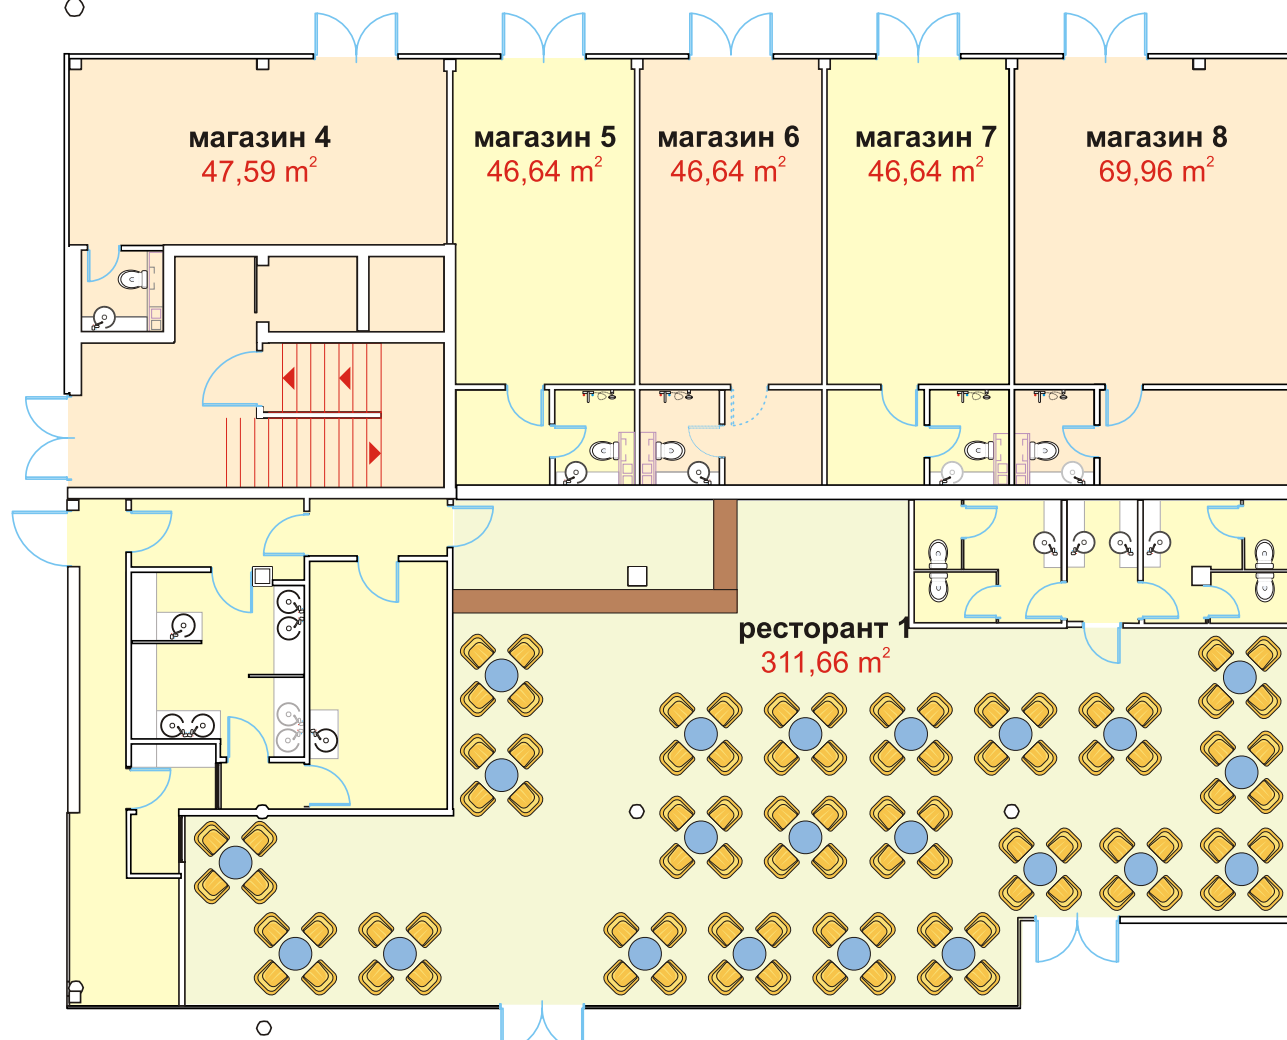 магазин 4
47,59 m²
магазин 5
46,64 m²
магазин 6
46,64 m²
магазин 7
46,64 m²
магазин 8
69,96 m²
ресторант 1
311,66 m²